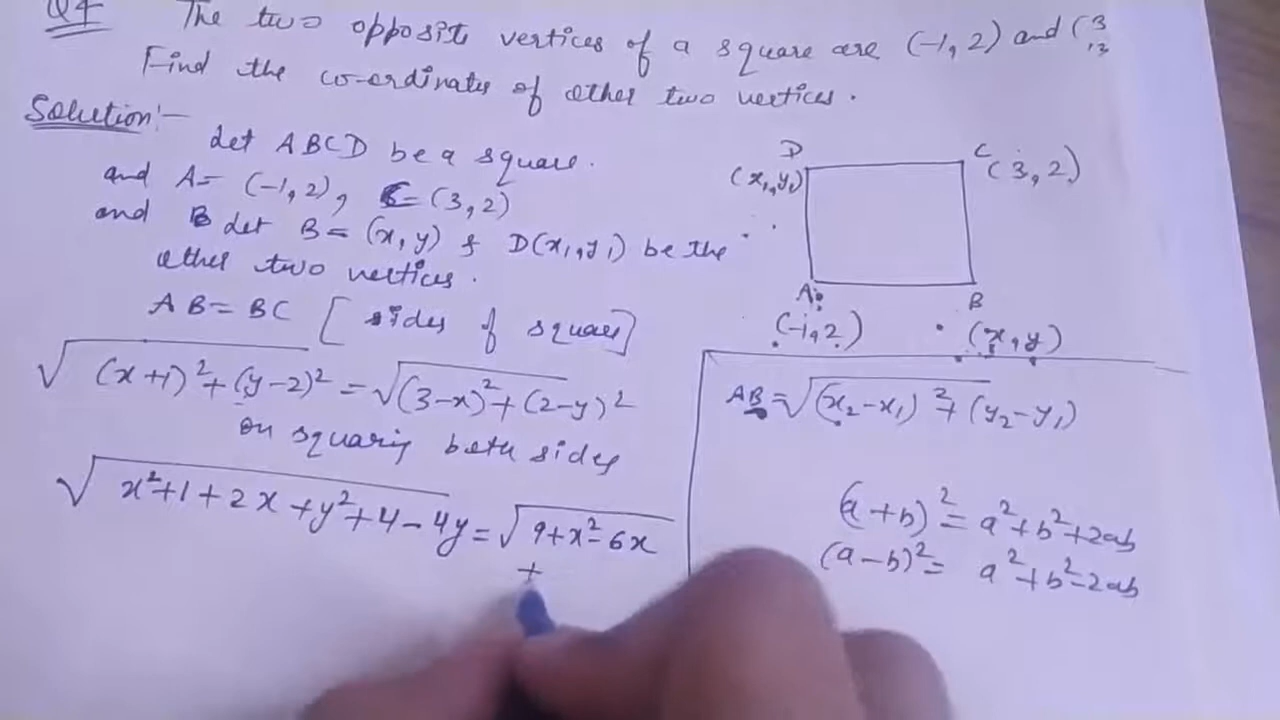 Q4 The two opposite vertices of a square are (-1, 2) and (3
, 2
Find the co-ordinates of other two vertices.
Solution:-
Let ABCD be a square.
and A = (-1, 2), C = (3, 2)
and B Let B = (x, y) & D(x1, y1) be the
other two vertices.
AB = BC [sides of square]
√(x+1)²+(y-2)² = √(3-x)²+(2-y)²
on squaring both sides
√x²+1+2x+y²+4-4y = √9+x²-6x
+
D
C
(x1, y1)
(3, 2)
A
B
(-1, 2)
(x, y)
AB = √(x2-x1)²+(y2-y1)
(a+b)² = a²+b²+2ab
(a-b)² = a²+b²-2ab